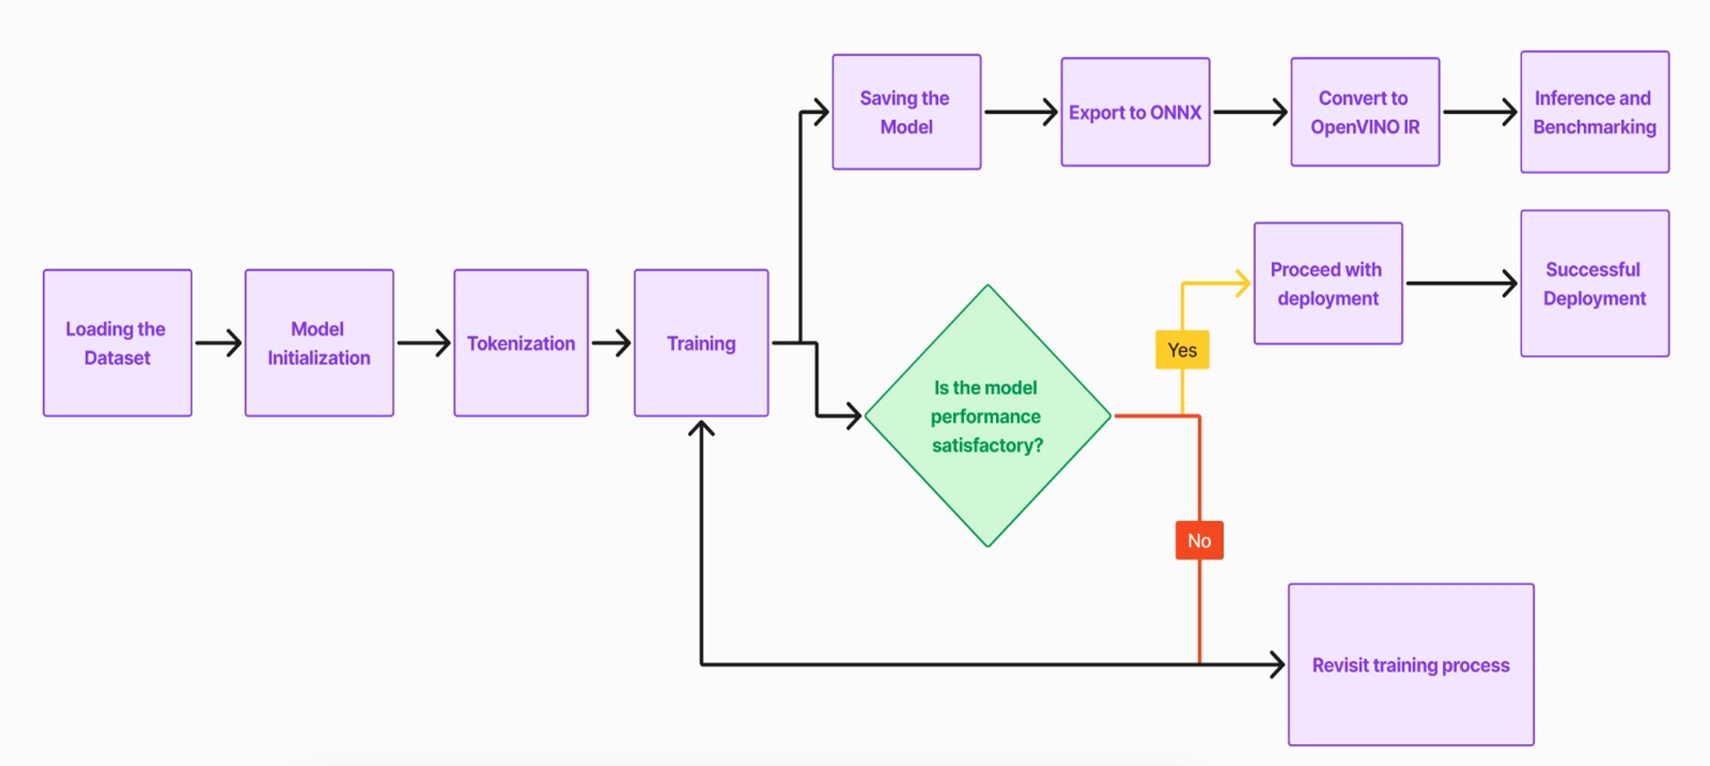 Saving the
Model
Export to ONNX
Convert to
OpenVINO IR
Inference and
Benchmarking
Loading the
Dataset
Model
Initialization
Tokenization
Training
Is the model
performance
satisfactory?
Yes
Proceed with
deployment
Successful
Deployment
No
Revisit training process